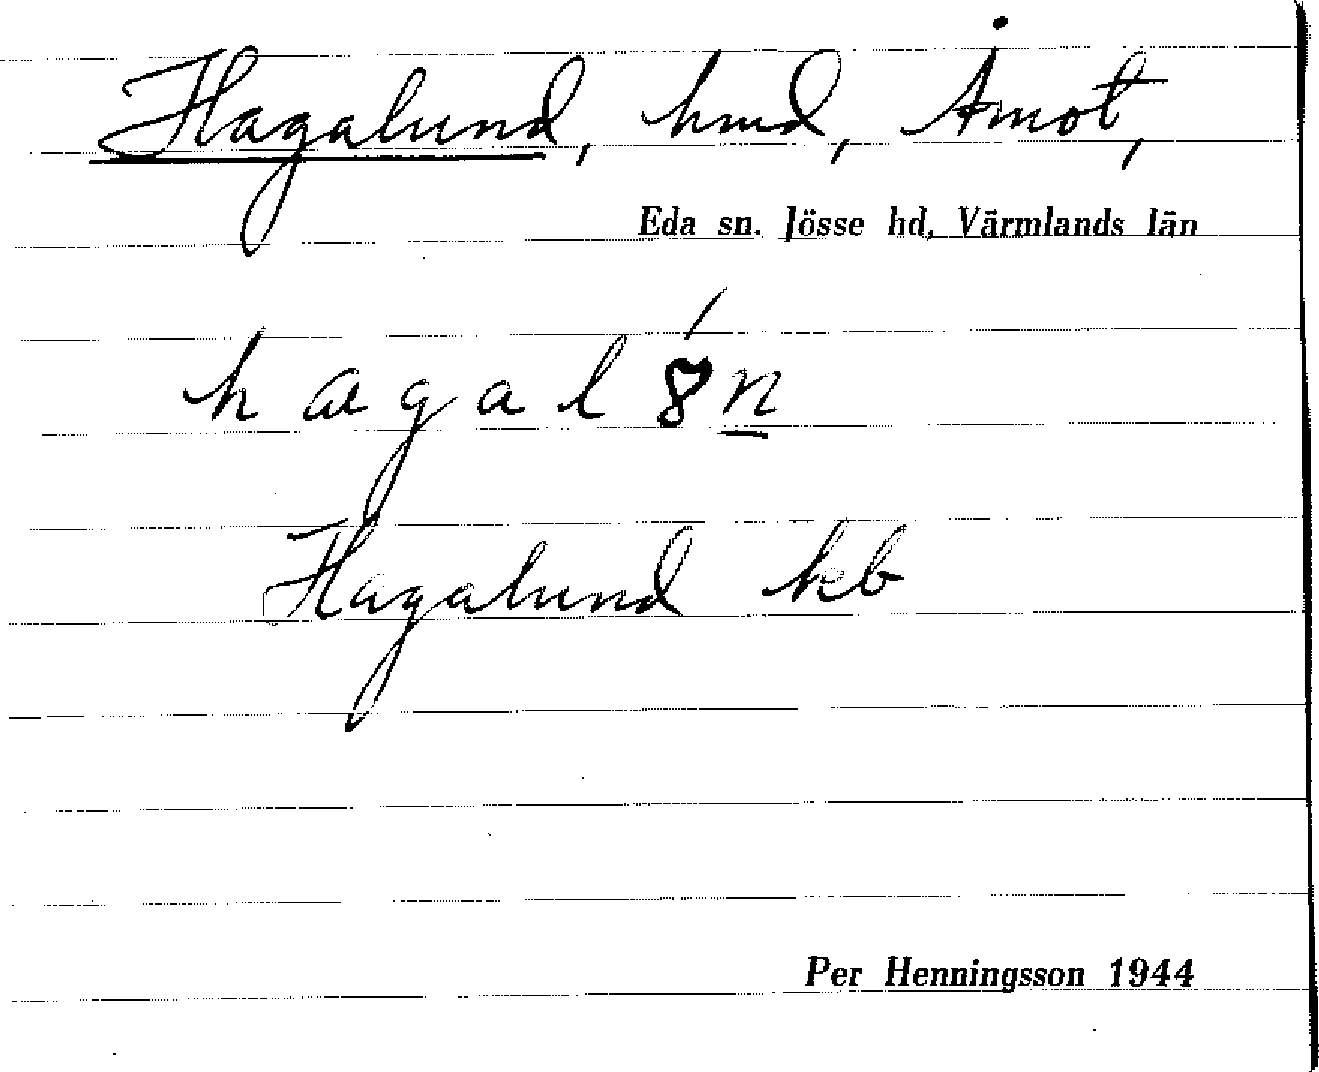 Hagalund, hmd, Åmot,
Eda sn. Jösse hd, Värmlands län
hagal8́n
Hagalund kb
Per Henningsson 1944